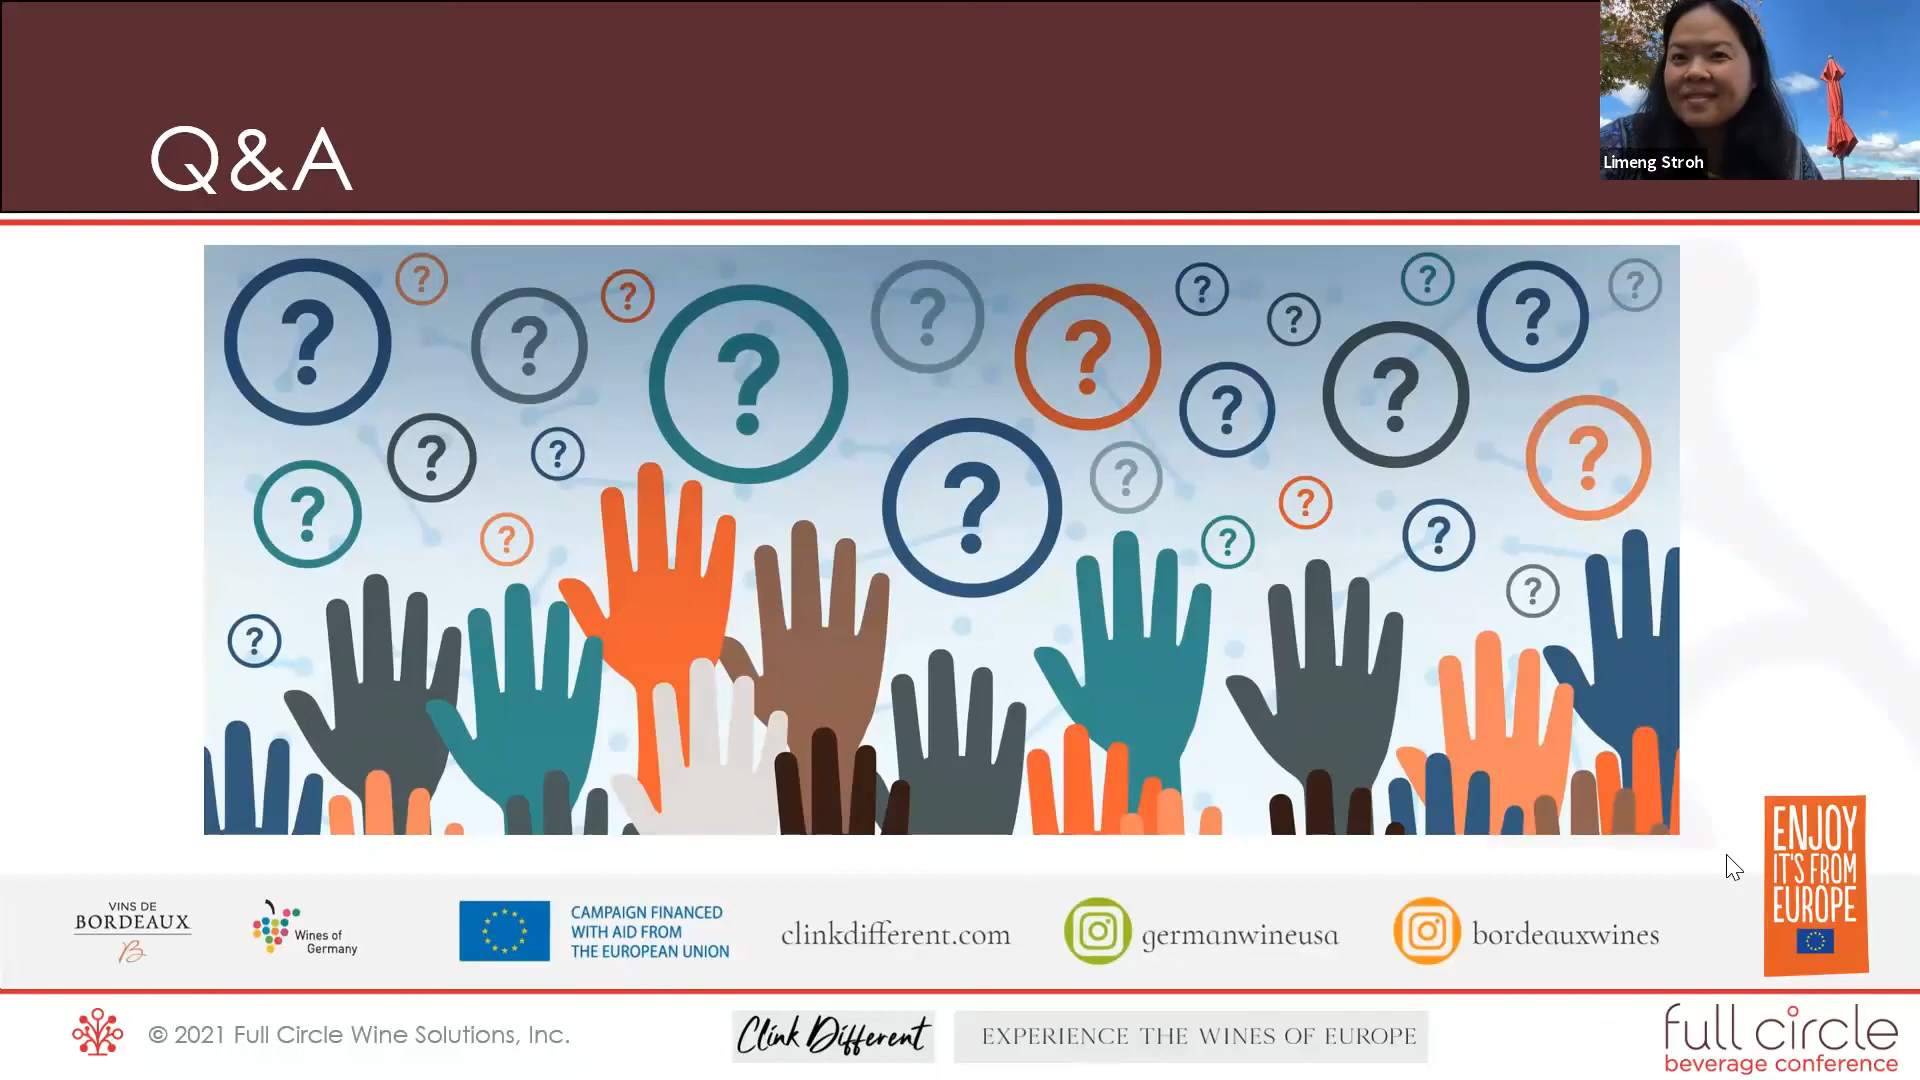 Q&A
Limeng Stroh
? ? ? ? ? ? ? ? ? ? ? ? ? ? ? ? ? ? ? ? ? ? ? ? ?
VINS DE
BORDEAUX
B
Wines of
Germany
CAMPAIGN FINANCED
WITH AID FROM
THE EUROPEAN UNION
clinkdifferent.com
germanwineusa
bordeauxwines
ENJOY
IT'S FROM
EUROPE
© 2021 Full Circle Wine Solutions, Inc.
Clink Different
EXPERIENCE THE WINES OF EUROPE
full circle
beverage conference